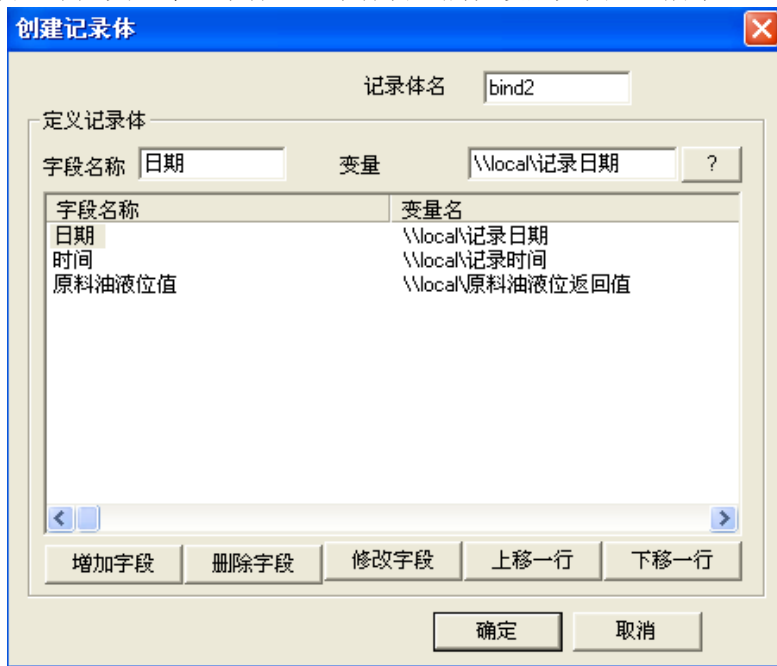 创建记录体
记录体名 bind2
定义记录体
字段名称 日期 变量 \\local\记录日期 ?
字段名称 变量名
日期 \\local\记录日期
时间 \\local\记录时间
原料油液位值 \\local\原料油液位返回值
增加字段 删除字段 修改字段 上移一行 下移一行
确定 取消